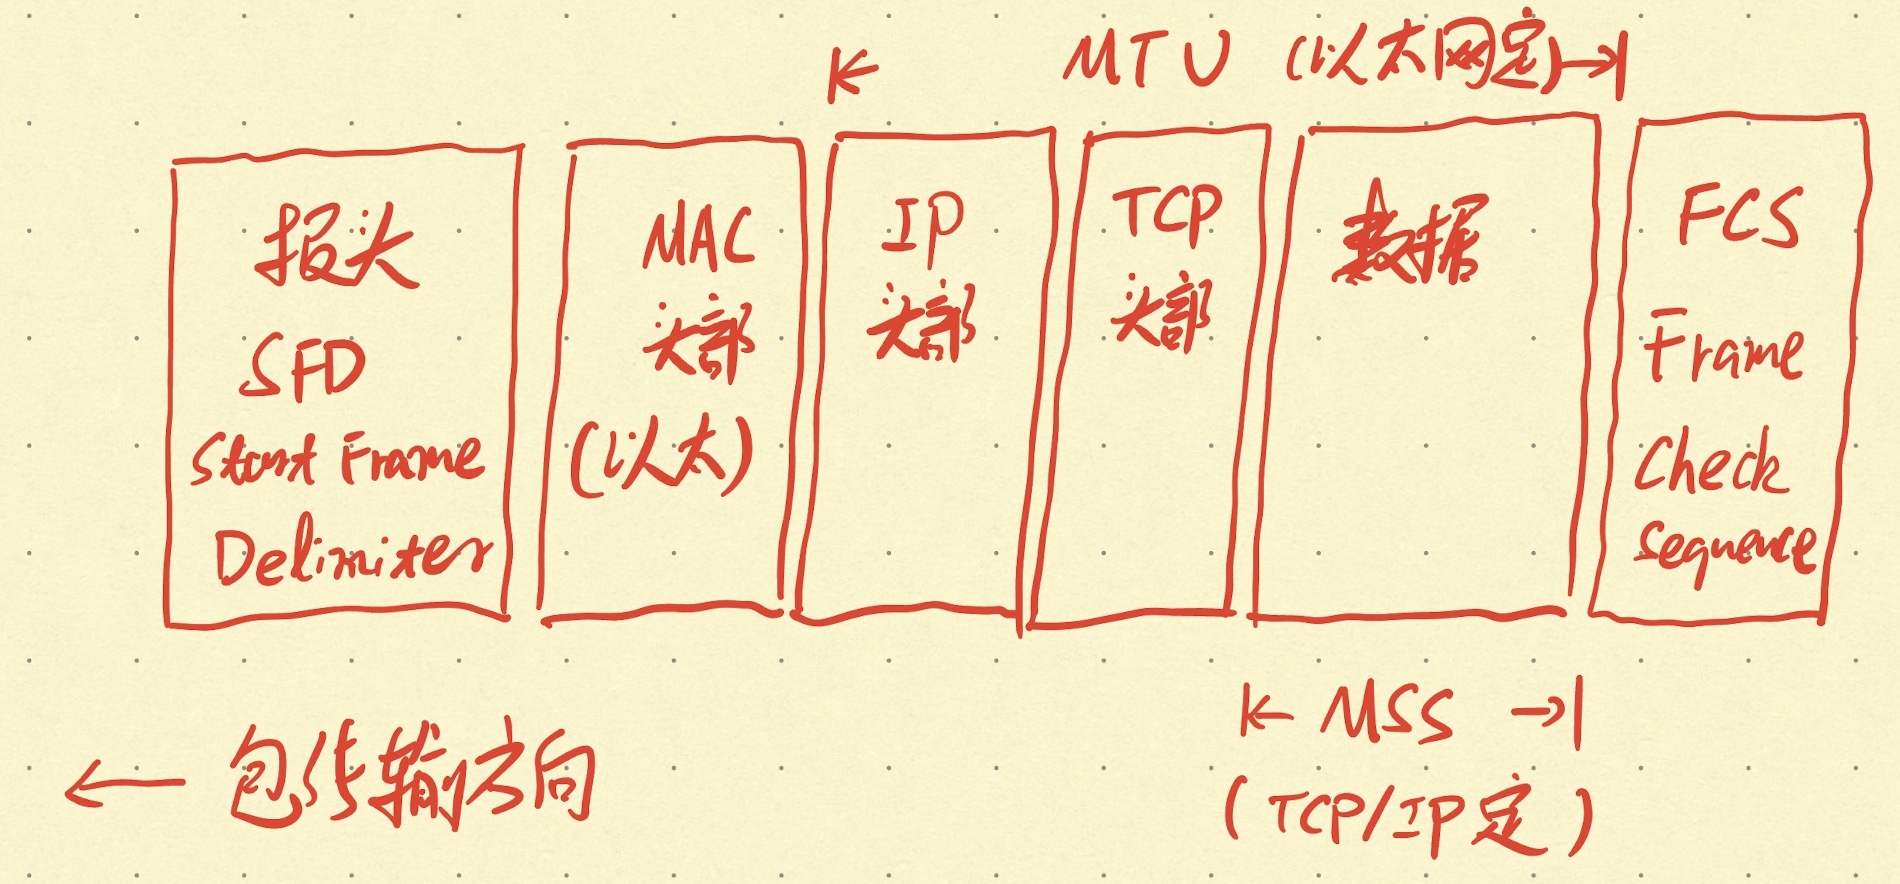 MTU (以太网定)
报头
SFD
Start Frame
Delimiter
MAC
头部
(以太)
IP
头部
TCP
头部
数据
FCS
Frame
Check
Sequence
MSS
(TCP/IP定)
包传输方向